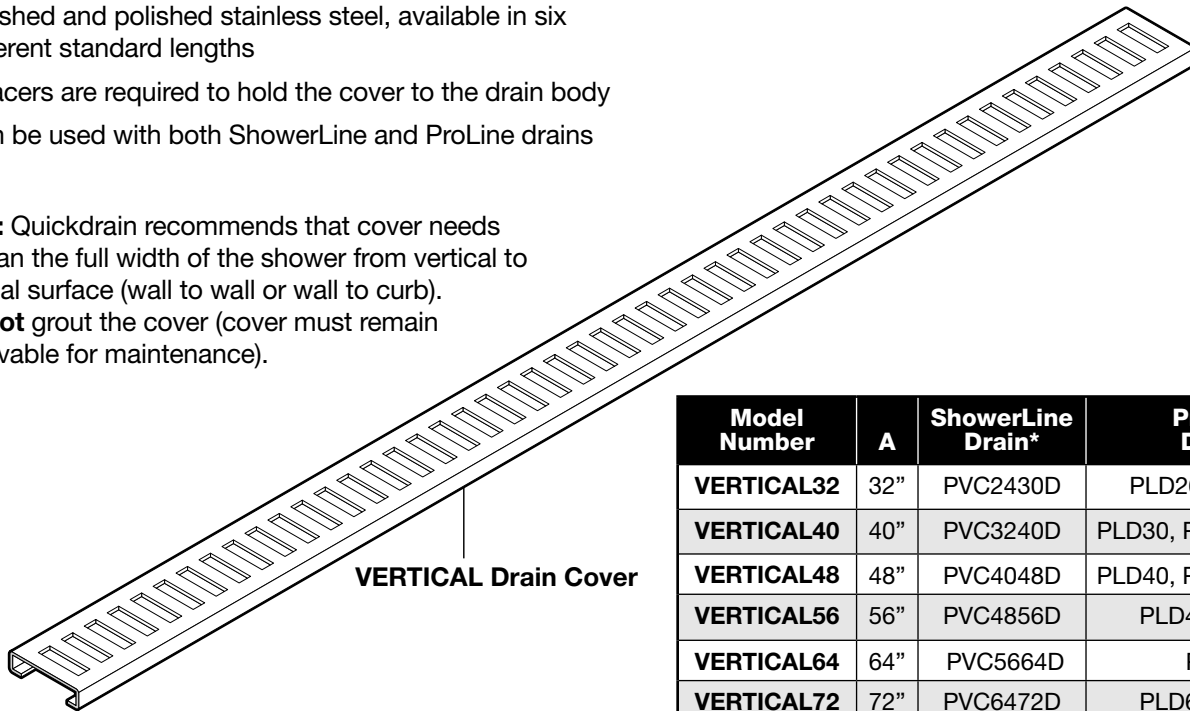 shed and polished stainless steel, available in six
erent standard lengths
acers are required to hold the cover to the drain body
n be used with both ShowerLine and ProLine drains
: Quickdrain recommends that cover needs
an the full width of the shower from vertical to
al surface (wall to wall or wall to curb).
ot grout the cover (cover must remain
vable for maintenance).
VERTICAL Drain Cover
Model Number A ShowerLine Drain*
VERTICAL32 32” PVC2430D
VERTICAL40 40” PVC3240D PLD30,
VERTICAL48 48” PVC4048D PLD40,
VERTICAL56 56” PVC4856D
VERTICAL64 64” PVC5664D
VERTICAL72 72” PVC6472D